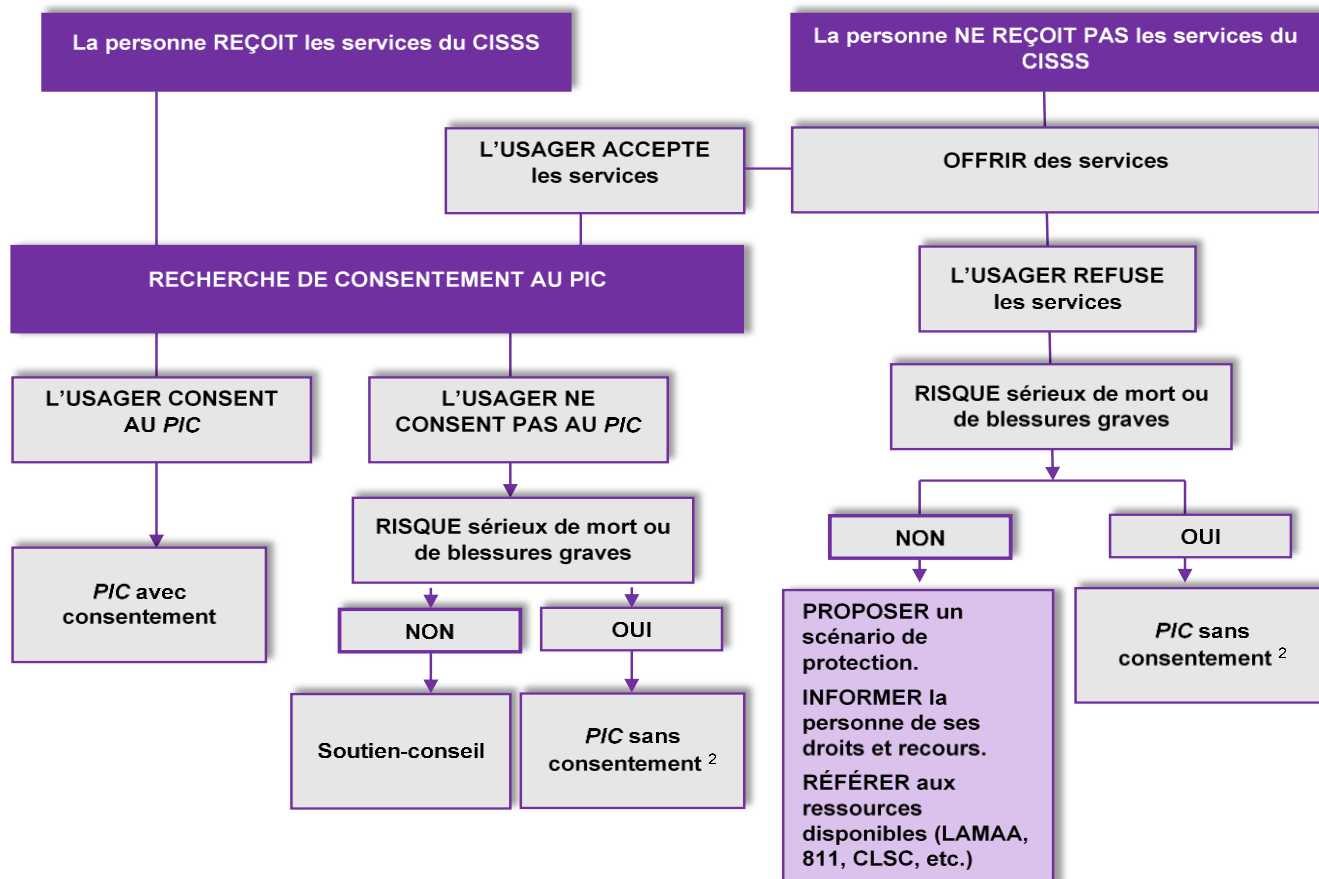 La personne REÇOIT les services du CISSS
La personne NE REÇOIT PAS les services du
CISSS
L’USAGER ACCEPTE
les services
OFFRIR des services
RECHERCHE DE CONSENTEMENT AU PIC
L’USAGER REFUSE
les services
L’USAGER CONSENT
AU PIC
L’USAGER NE
CONSENT PAS AU PIC
RISQUE sérieux de mort ou
de blessures graves
RISQUE sérieux de mort ou
de blessures graves
NON
OUI
PIC avec
consentement
NON
OUI
PROPOSER un
scénario de
protection.
INFORMER la
personne de ses
droits et recours.
RÉFÉRER aux
ressources
disponibles (LAMAA,
811, CLSC, etc.)
PIC sans
consentement ²
Soutien-conseil
PIC sans
consentement ²